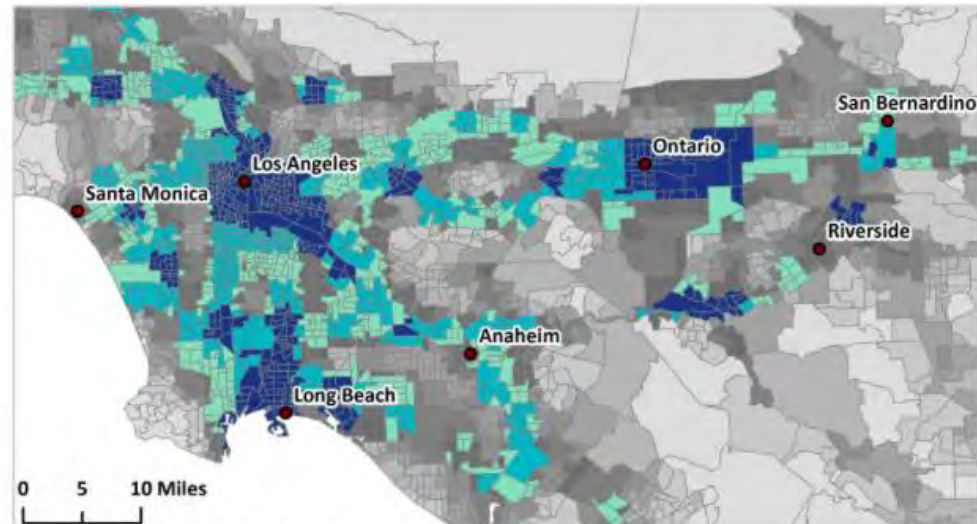 San Bernardino
Ontario
Los Angeles
Santa Monica
Riverside
Anaheim
Long Beach
0 5 10 Miles